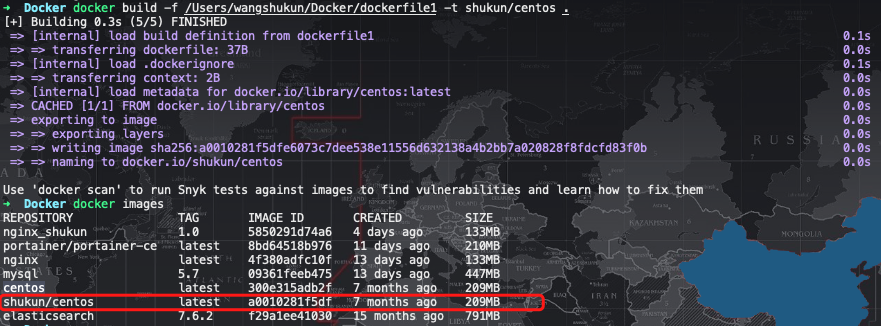 ➜ Docker docker build -f /Users/wangshukun/Docker/dockerfile1 -t shukun/centos .
[+] Building 0.3s (5/5) FINISHED
=> [internal] load build definition from dockerfile1 0.1s
=> => transferring dockerfile: 37B 0.0s
=> [internal] load .dockerignore 0.1s
=> => transferring context: 2B 0.0s
=> [internal] load metadata for docker.io/library/centos:latest 0.0s
=> CACHED [1/1] FROM docker.io/library/centos 0.0s
=> exporting to image 0.0s
=> => exporting layers 0.0s
=> => writing image sha256:a0010281f5dfe6073c7dee538e11556d632138a4b2bb7a020828f8fdcfd83f0b 0.0s
=> => naming to docker.io/shukun/centos 0.0s
Use 'docker scan' to run Snyk tests against images to find vulnerabilities and learn how to fix them
➜ Docker docker images
REPOSITORY TAG IMAGE ID CREATED SIZE
nginx_shukun 1.0 5850291d74a6 4 days ago 133MB
portainer/portainer-ce latest 8bd64518b976 11 days ago 210MB
nginx latest 4f380adfc10f 13 days ago 133MB
mysql 5.7 09361feeb475 13 days ago 447MB
centos latest 300e315adb2f 7 months ago 209MB
shukun/centos latest a0010281f5df 7 months ago 209MB
elasticsearch 7.6.2 f29a1ee41030 15 months ago 791MB
RUSSIA
KAZAKHSTAN
MONGOLIA
IRAN